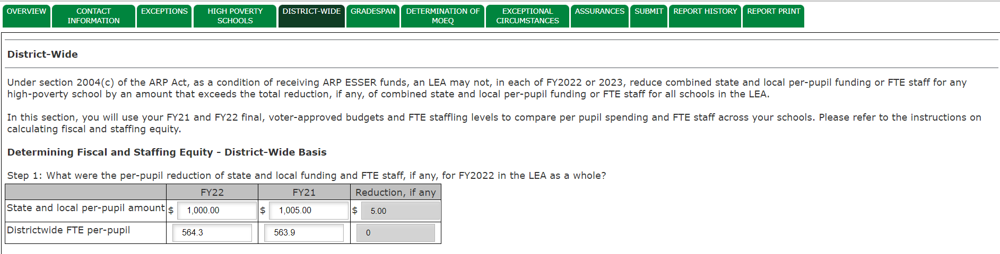 OVERVIEW
CONTACT
INFORMATION
EXCEPTIONS
HIGH POVERTY
SCHOOLS
DISTRICT-WIDE
GRADESPAN
DETERMINATION OF
MOEQ
EXCEPTIONAL
CIRCUMSTANCES
ASSURANCES
SUBMIT
REPORT HISTORY
REPORT PRINT
District-Wide
Under section 2004(c) of the ARP Act, as a condition of receiving ARP ESSER funds, an LEA may not, in each of FY2022 or 2023, reduce combined state and local per-pupil funding or FTE staff for any
high-poverty school by an amount that exceeds the total reduction, if any, of combined state and local per-pupil funding or FTE staff for all schools in the LEA.
In this section, you will use your FY21 and FY22 final, voter-approved budgets and FTE staffling levels to compare per pupil spending and FTE staff across your schools. Please refer to the instructions on
calculating fiscal and staffing equity.
Determining Fiscal and Staffing Equity - District-Wide Basis
Step 1: What were the per-pupil reduction of state and local funding and FTE staff, if any, for FY2022 in the LEA as a whole?
FY22 FY21 Reduction, if any
State and local per-pupil amount $ 1,000.00 $ 1,005.00 $ 5.00
Districtwide FTE per-pupil 564.3 563.9 0